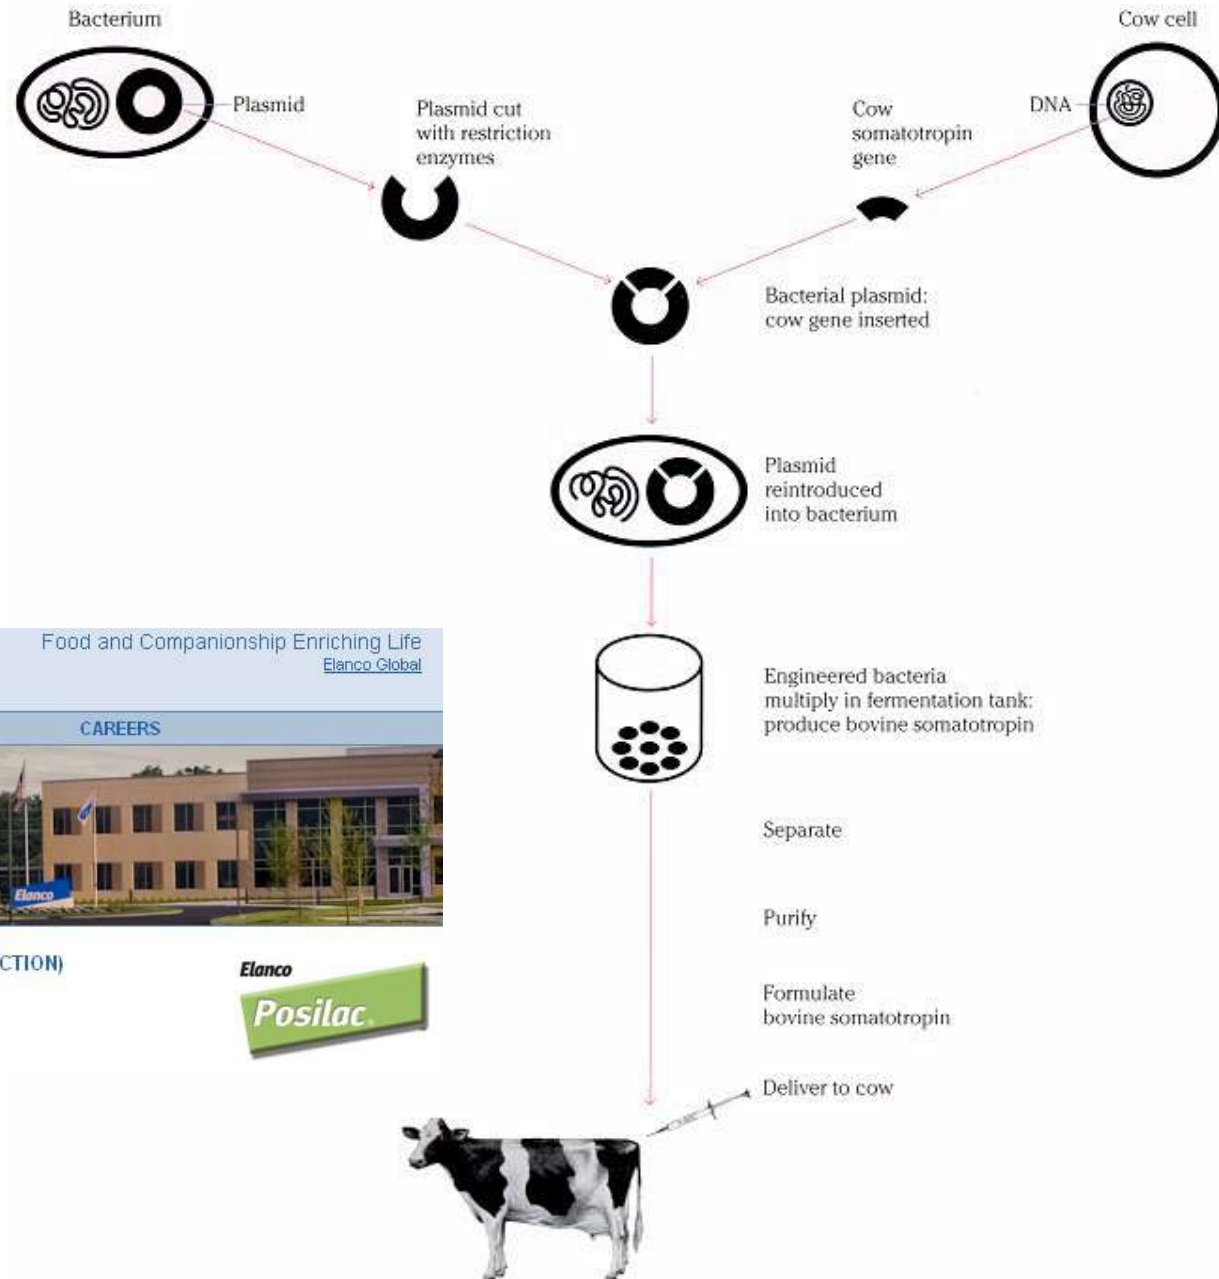 Bacterium
Cow cell
Plasmid
Plasmid cut
with restriction
enzymes
Cow
somatotropin
gene
DNA
Bacterial plasmid:
cow gene inserted
Plasmid
reintroduced
into bacterium
Food and Companionship Enriching Life
Elanco Global
CAREERS
Elanco
CTION)
Elanco
Posilac
Engineered bacteria
multiply in fermentation tank:
produce bovine somatotropin
Separate
Purify
Formulate
bovine somatotropin
Deliver to cow